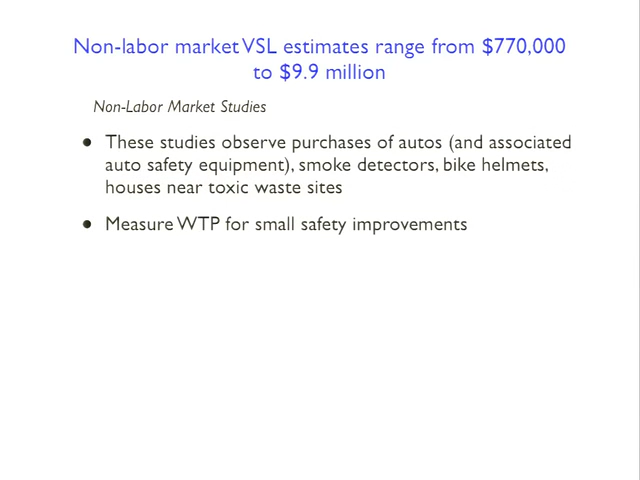 Non-labor market VSL estimates range from $770,000
to $9.9 million
Non-Labor Market Studies
• These studies observe purchases of autos (and associated
auto safety equipment), smoke detectors, bike helmets,
houses near toxic waste sites
• Measure WTP for small safety improvements